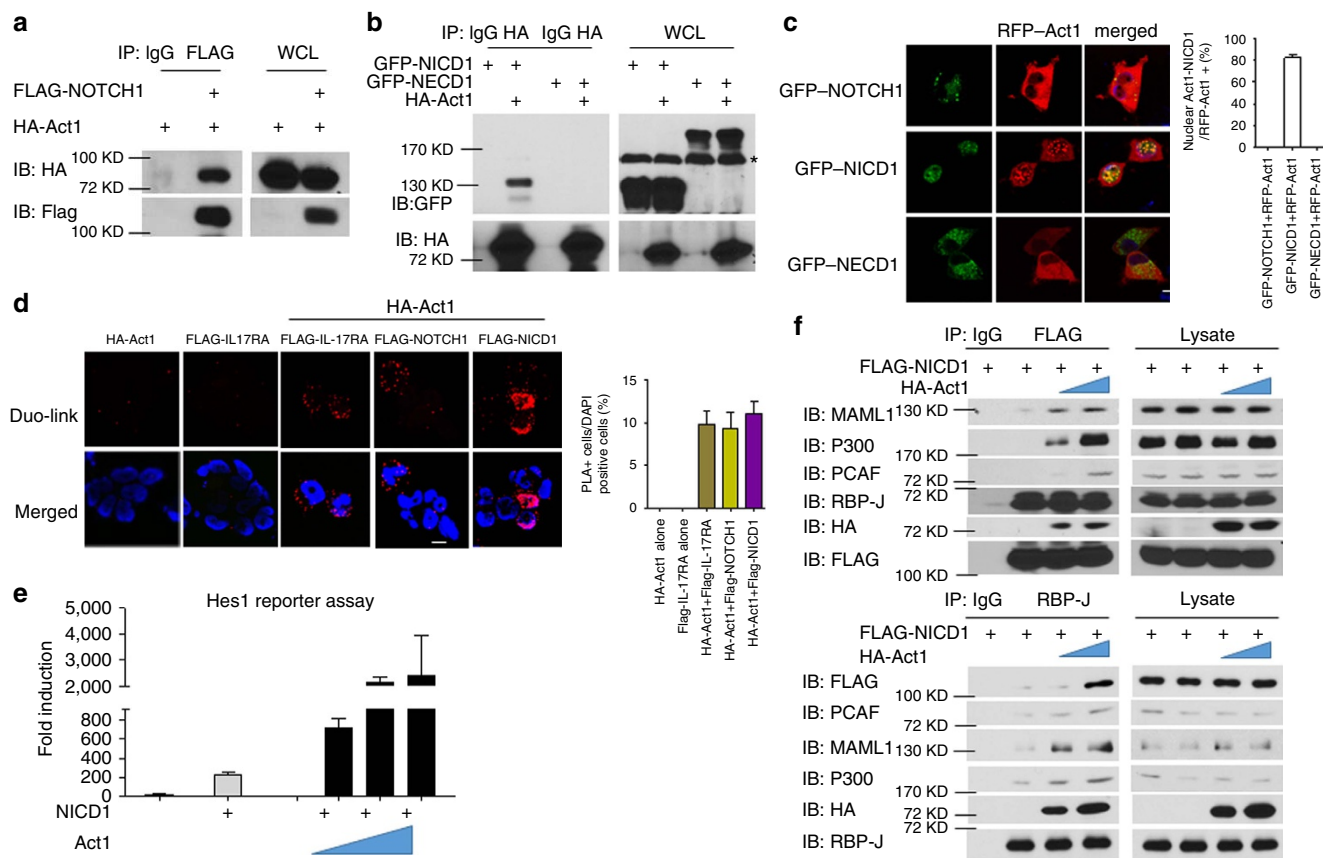 a
IP: IgG FLAG WCL
FLAG-NOTCH1 + +
HA-Act1 + + + +
IB: HA
100 KD
72 KD
IB: Flag
100 KD
b
IP: IgG HA IgG HA WCL
GFP-NICD1 + + + +
GFP-NECD1 + + + +
HA-Act1 + + + +
170 KD
*
130 KD
IB:GFP
IB: HA
72 KD
c
RFP–Act1 merged
GFP–NOTCH1
GFP–NICD1
GFP–NECD1
Nuclear Act1-NICD1
/RFP-Act1 + (%)
100
80
60
40
20
0
GFP-NOTCH1+RFP-Act1
GFP-NICD1+RFP-Act1
GFP-NECD1+RFP-Act1
d
HA-Act1
HA-Act1 FLAG-IL17RA FLAG-IL-17RA FLAG-NOTCH1 FLAG-NICD1
Duo-link
Merged
PLA+ cells/DAPI
positive cells (%)
15
10
5
0
HA-Act1 alone
Flag-IL-17RA alone
HA-Act1+Flag-IL-17RA
HA-Act1+Flag-NOTCH1
HA-Act1+Flag-NICD1
e
Hes1 reporter assay
Fold induction
5,000
4,000
3,000
2,000
800
600
400
200
0
NICD1 + + + +
Act1
f
IP: IgG FLAG Lysate
FLAG-NICD1 + + + + + + + +
HA-Act1
IB: MAML1 130 KD
IB: P300
170 KD
IB: PCAF
72 KD
IB: RBP-J 72 KD
IB: HA
72 KD
IB: FLAG
100 KD
IP: IgG RBP-J Lysate
FLAG-NICD1 + + + + + + + +
HA-Act1
IB: FLAG
100 KD
IB: PCAF
72 KD
IB: MAML1 130 KD
IB: P300
170 KD
IB: HA
72 KD
72 KD
IB: RBP-J